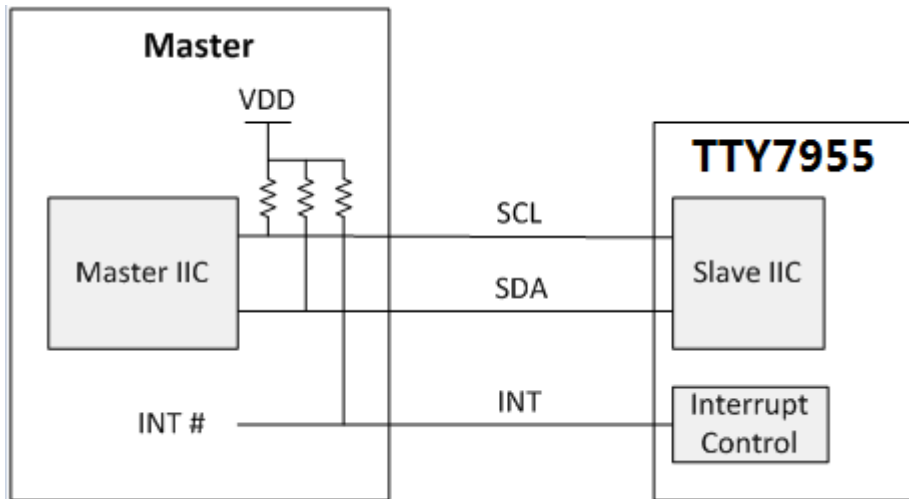 Master
VDD
TTY7955
Master IIC
SCL
Slave IIC
SDA
INT #
INT
Interrupt
Control